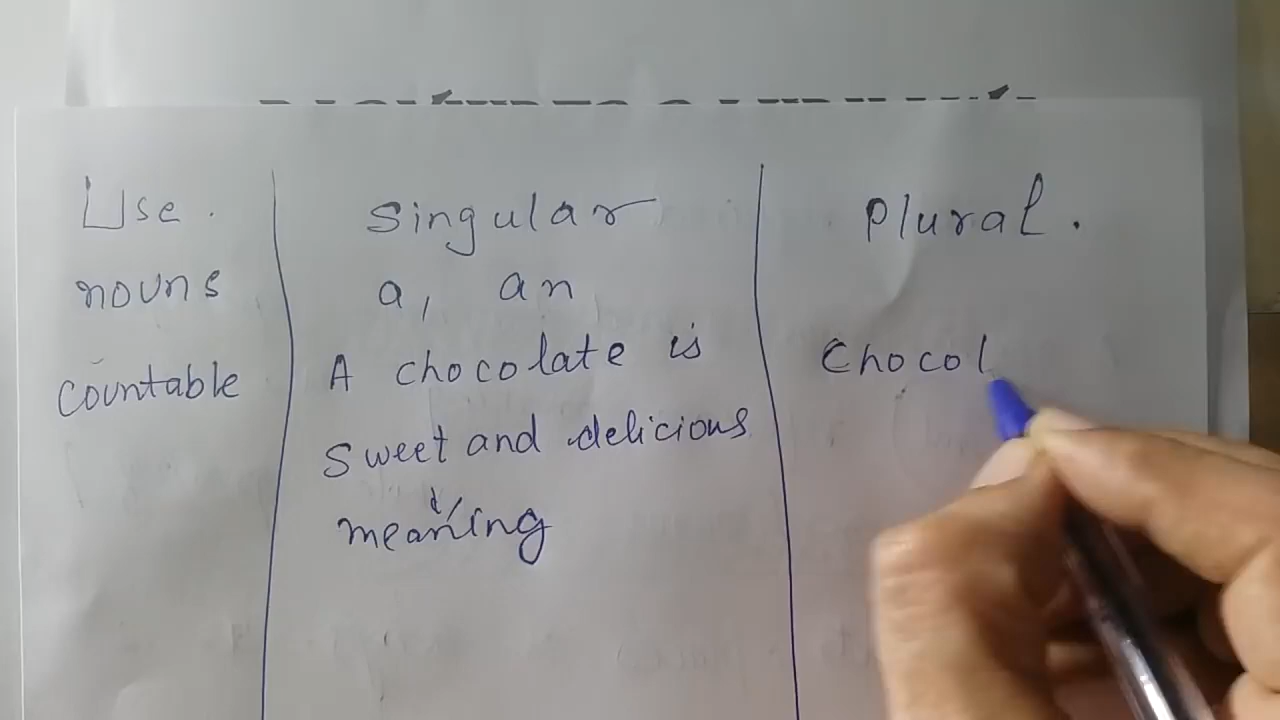 Use. Singular Plural.
nouns a, an
countable A chocolate is Chocol
sweet and delicious
meaning